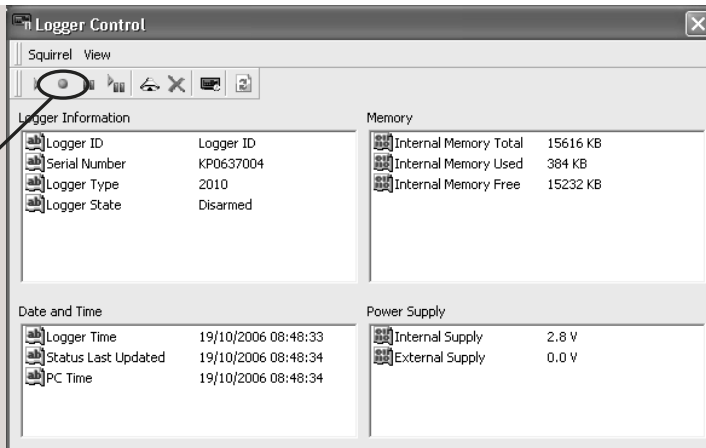 Logger Control
Squirrel View
Logger Information
Logger ID Logger ID
Serial Number KP0637004
Logger Type 2010
Logger State Disarmed
Memory
Internal Memory Total 15616 KB
Internal Memory Used 384 KB
Internal Memory Free 15232 KB
Date and Time
Logger Time 19/10/2006 08:48:33
Status Last Updated 19/10/2006 08:48:34
PC Time 19/10/2006 08:48:34
Power Supply
Internal Supply 2.8 V
External Supply 0.0 V